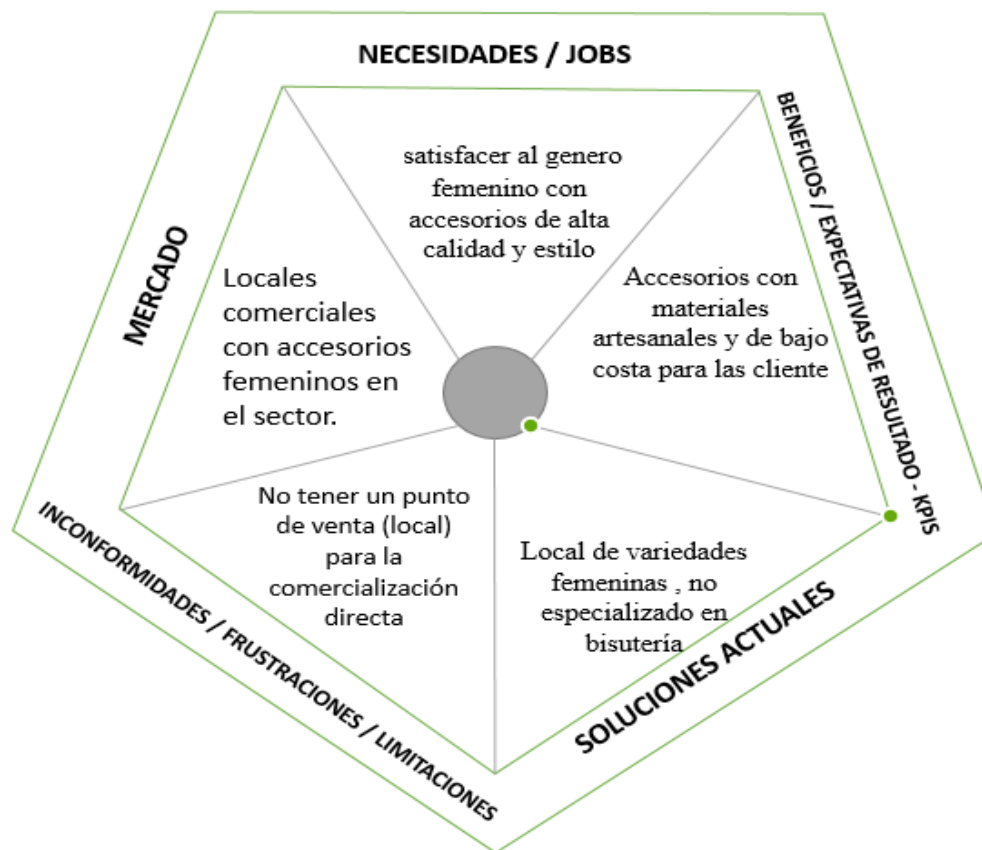 NECESIDADES / JOBS
satisfacer al genero
femenino con
accesorios de alta
calidad y estilo
BENEFICIOS / EXPECTATIVAS DE RESULTADO - KPIS
Accesorios con
materiales
artesanales y de bajo
costa para las cliente
MERCADO
Locales
comerciales
con accesorios
femeninos en
el sector.
INCONFORMIDADES / FRUSTRACIONES / LIMITACIONES
No tener un punto
de venta (local)
para la
comercialización
directa
SOLUCIONES ACTUALES
Local de variedades
femeninas , no
especializado en
bisutería